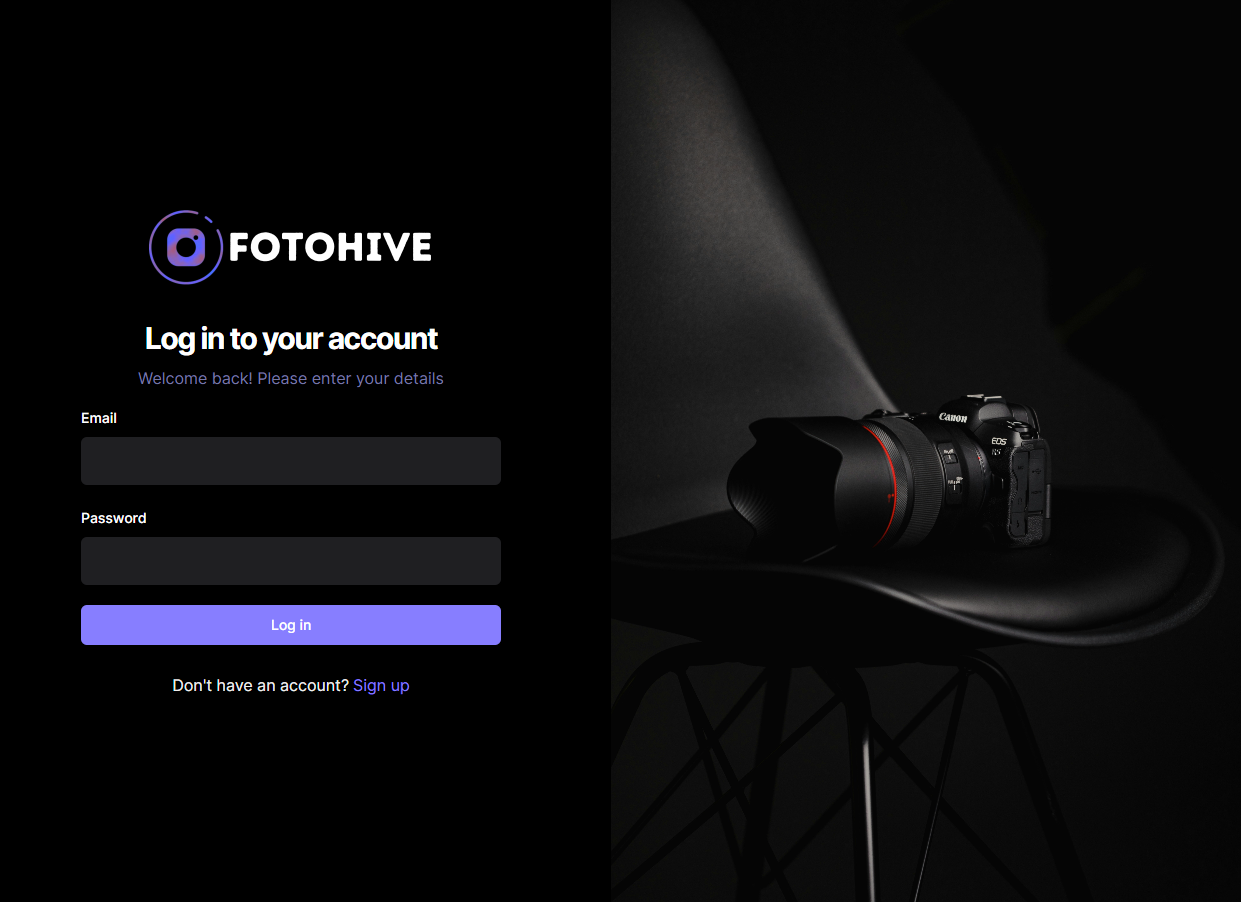 FOTOHIVE
Log in to your account
Welcome back! Please enter your details
Email
Password
Log in
Don't have an account? Sign up
Canon
EOS